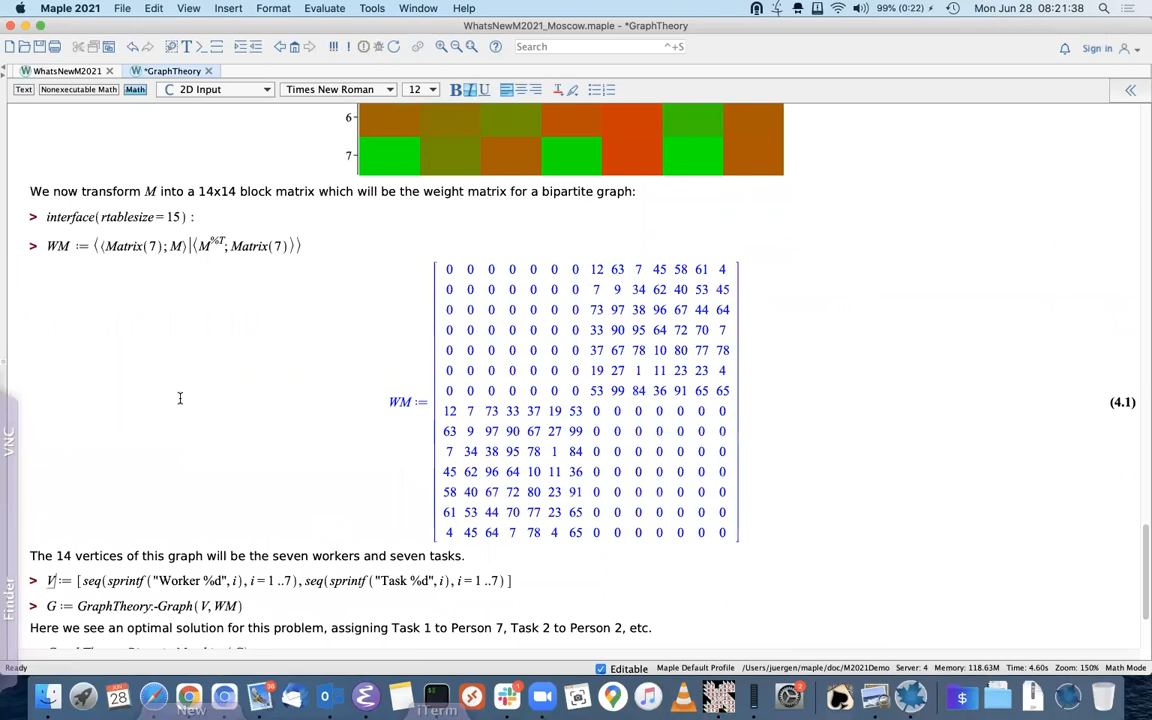 Maple 2021 File Edit View Insert Format Evaluate Tools Window Help 99% (0:22) Mon Jun 28 08:21:38
WhatsNewM2021_Moscow.maple - *GraphTheory
Search ^+S Sign in
WhatsNewM2021 *GraphTheory
Text Nonexecutable Math Math C 2D Input Times New Roman 12 B I U
6
7
We now transform M into a 14x14 block matrix which will be the weight matrix for a bipartite graph:
> interface(rtablesize = 15) :
> WM := ⟨⟨Matrix(7); M⟩|⟨M^%T; Matrix(7)⟩⟩
0 0 0 0 0 0 0 12 63 7 45 58 61 4
0 0 0 0 0 0 0 7 9 34 62 40 53 45
0 0 0 0 0 0 0 73 97 38 96 67 44 64
0 0 0 0 0 0 0 33 90 95 64 72 70 7
0 0 0 0 0 0 0 37 67 78 10 80 77 78
0 0 0 0 0 0 0 19 27 1 11 23 23 4
0 0 0 0 0 0 0 53 99 84 36 91 65 65
WM := (4.1)
12 7 73 33 37 19 53 0 0 0 0 0 0 0
63 9 97 90 67 27 99 0 0 0 0 0 0 0
7 34 38 95 78 1 84 0 0 0 0 0 0 0
45 62 96 64 10 11 36 0 0 0 0 0 0 0
58 40 67 72 80 23 91 0 0 0 0 0 0 0
61 53 44 70 77 23 65 0 0 0 0 0 0 0
4 45 64 7 78 4 65 0 0 0 0 0 0 0
VNC
Finder
The 14 vertices of this graph will be the seven workers and seven tasks.
> V := [seq(sprintf("Worker %d", i), i = 1 ..7), seq(sprintf("Task %d", i), i = 1 ..7)]
> G := GraphTheory:-Graph(V, WM)
Here we see an optimal solution for this problem, assigning Task 1 to Person 7, Task 2 to Person 2, etc.
Ready Editable Maple Default Profile /Users/juergen/maple/doc/M2021Demo Server: 4 Memory: 118.63M Time: 4.60s Zoom: 150% Math Mode
New iTerm